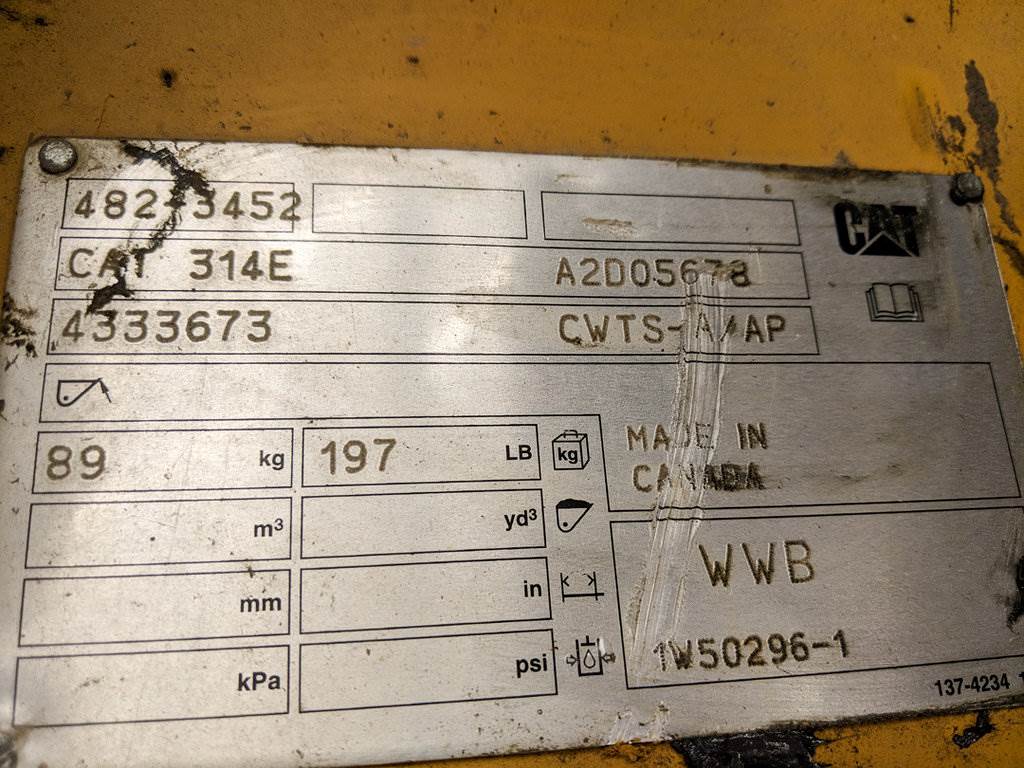 482-3452
CAT
CAT 314E A2D05678
4333673 CWTS-A/AP
89 kg 197 LB kg
MADE IN
CANADA
m³ yd³
WWB
mm in
1W50296-1
kPa psi
137-4234